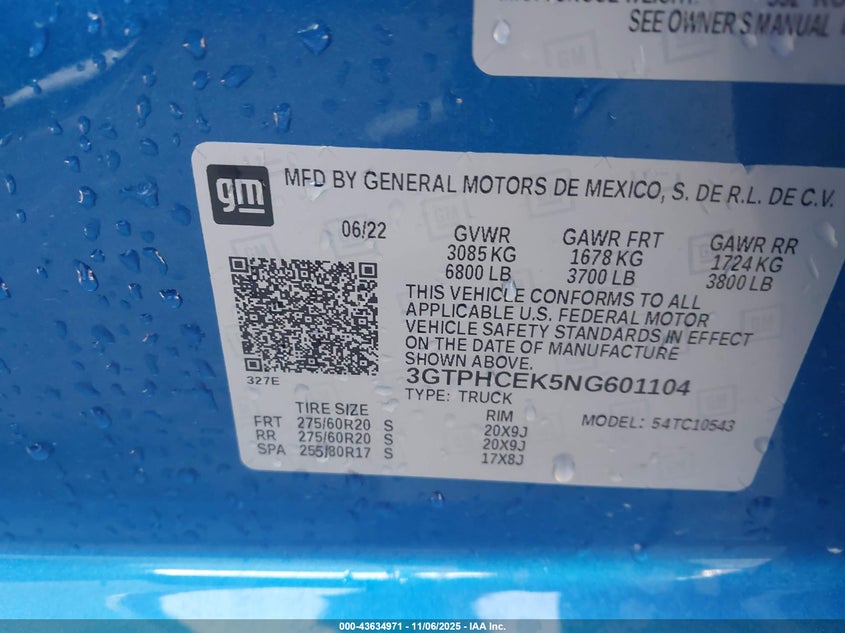 SEE OWNER'S MANUAL
gm
MFD BY GENERAL MOTORS DE MEXICO, S. DE R.L. DE C.V.
06/22
GVWR
3085 KG
6800 LB
GAWR FRT
1678 KG
3700 LB
GAWR RR
1724 KG
3800 LB
THIS VEHICLE CONFORMS TO ALL
APPLICABLE U.S. FEDERAL MOTOR
VEHICLE SAFETY STANDARDS IN EFFECT
ON THE DATE OF MANUFACTURE
SHOWN ABOVE.
3GTPHCEK5NG601104
TYPE: TRUCK
327E
TIRE SIZE
FRT 275/60R20 S
RR 275/60R20 S
SPA 255/80R17 S
RIM
20X9J
20X9J
17X8J
MODEL: 54TC10543
000-43634971 - 11/06/2025 - IAA Inc.